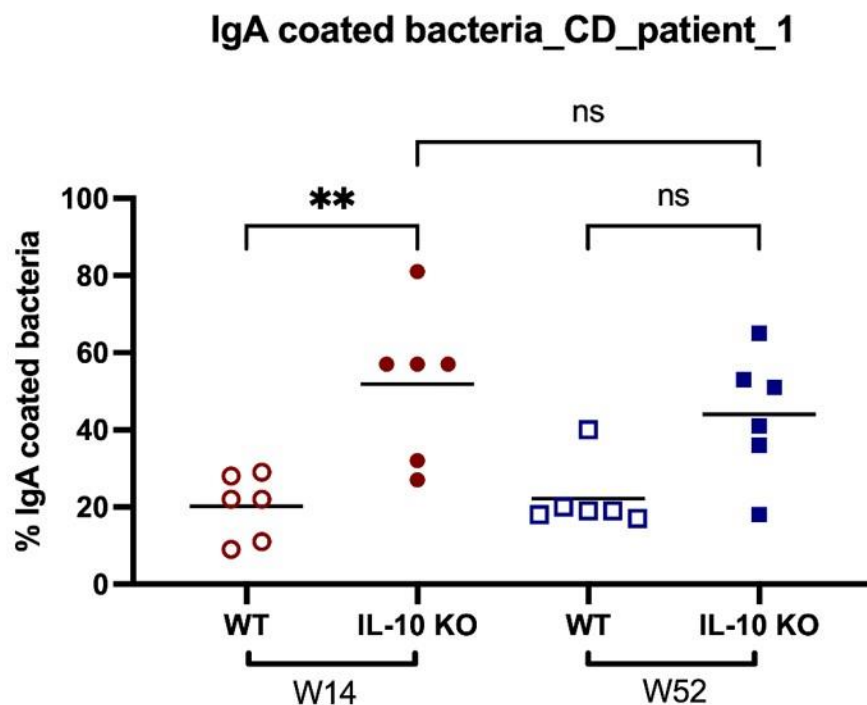 IgA coated bacteria_CD_patient_1
ns
** ns
% IgA coated bacteria
100
80
60
40
20
0
WT IL-10 KO WT IL-10 KO
W14 W52